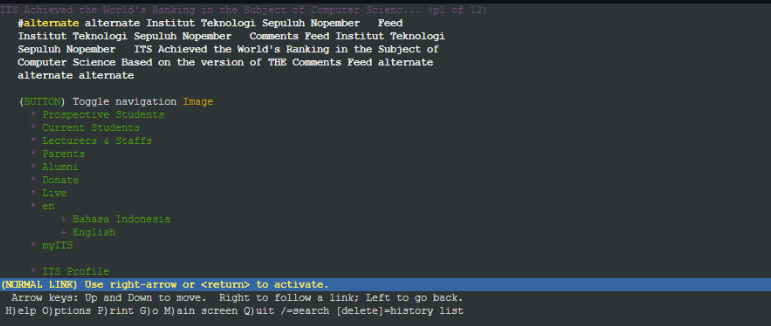 ITS Achieved the World's Ranking in the Subject of Computer Scienc... (p1 of 12)
#alternate alternate Institut Teknologi Sepuluh Nopember   Feed
Institut Teknologi Sepuluh Nopember   Comments Feed Institut Teknologi
Sepuluh Nopember   ITS Achieved the World's Ranking in the Subject of
Computer Science Based on the version of THE Comments Feed alternate
alternate alternate
(BUTTON) Toggle navigation Image
* Prospective Students
* Current Students
* Lecturers & Staffs
* Parents
* Alumni
* Donate
* Live
* en
+ Bahasa Indonesia
+ English
* myITS
* ITS Profile
(NORMAL LINK) Use right-arrow or <return> to activate.
Arrow keys: Up and Down to move.  Right to follow a link; Left to go back.
H)elp O)ptions P)rint G)o M)ain screen Q)uit /=search [delete]=history list